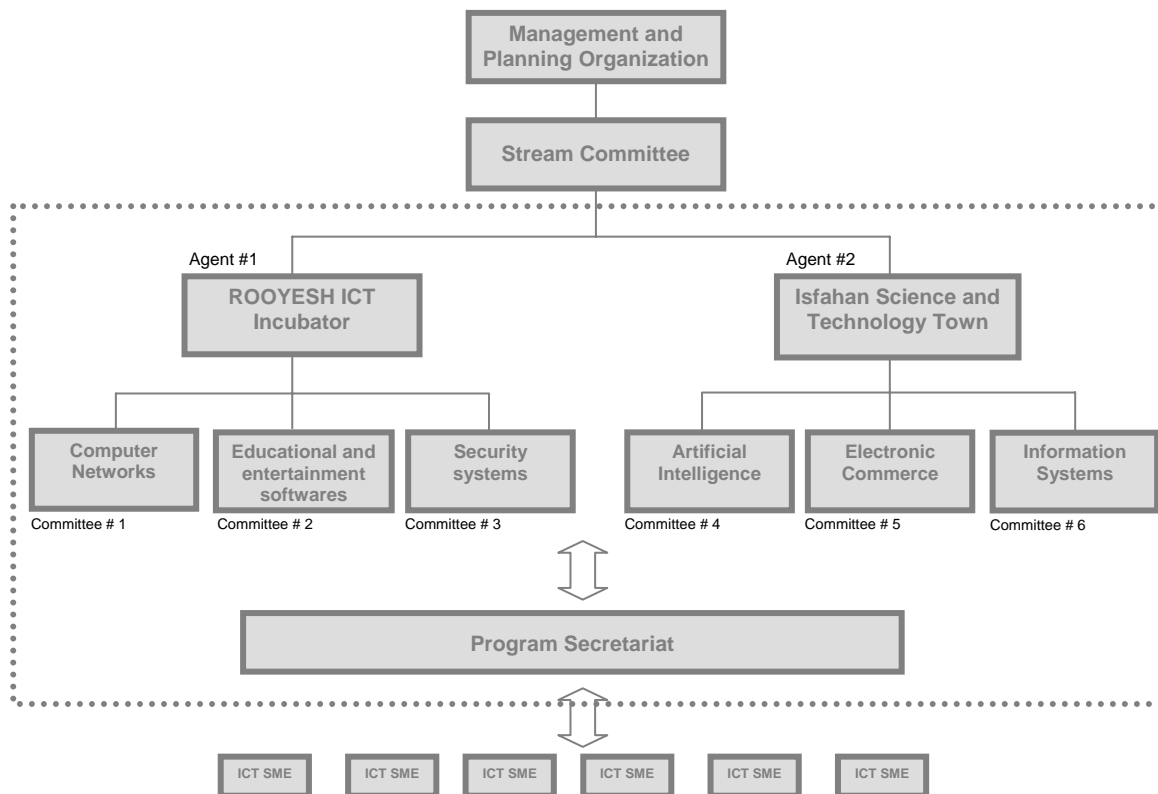 Management and
Planning Organization
Stream Committee
Agent #1
Agent #2
ROOYESH ICT
Incubator
Isfahan Science and
Technology Town
Computer
Networks
Educational and
entertainment
softwares
Security
systems
Artificial
Intelligence
Electronic
Commerce
Information
Systems
Committee # 1
Committee # 2
Committee # 3
Committee # 4
Committee # 5
Committee # 6
Program Secretariat
ICT SME
ICT SME
ICT SME
ICT SME
ICT SME
ICT SME